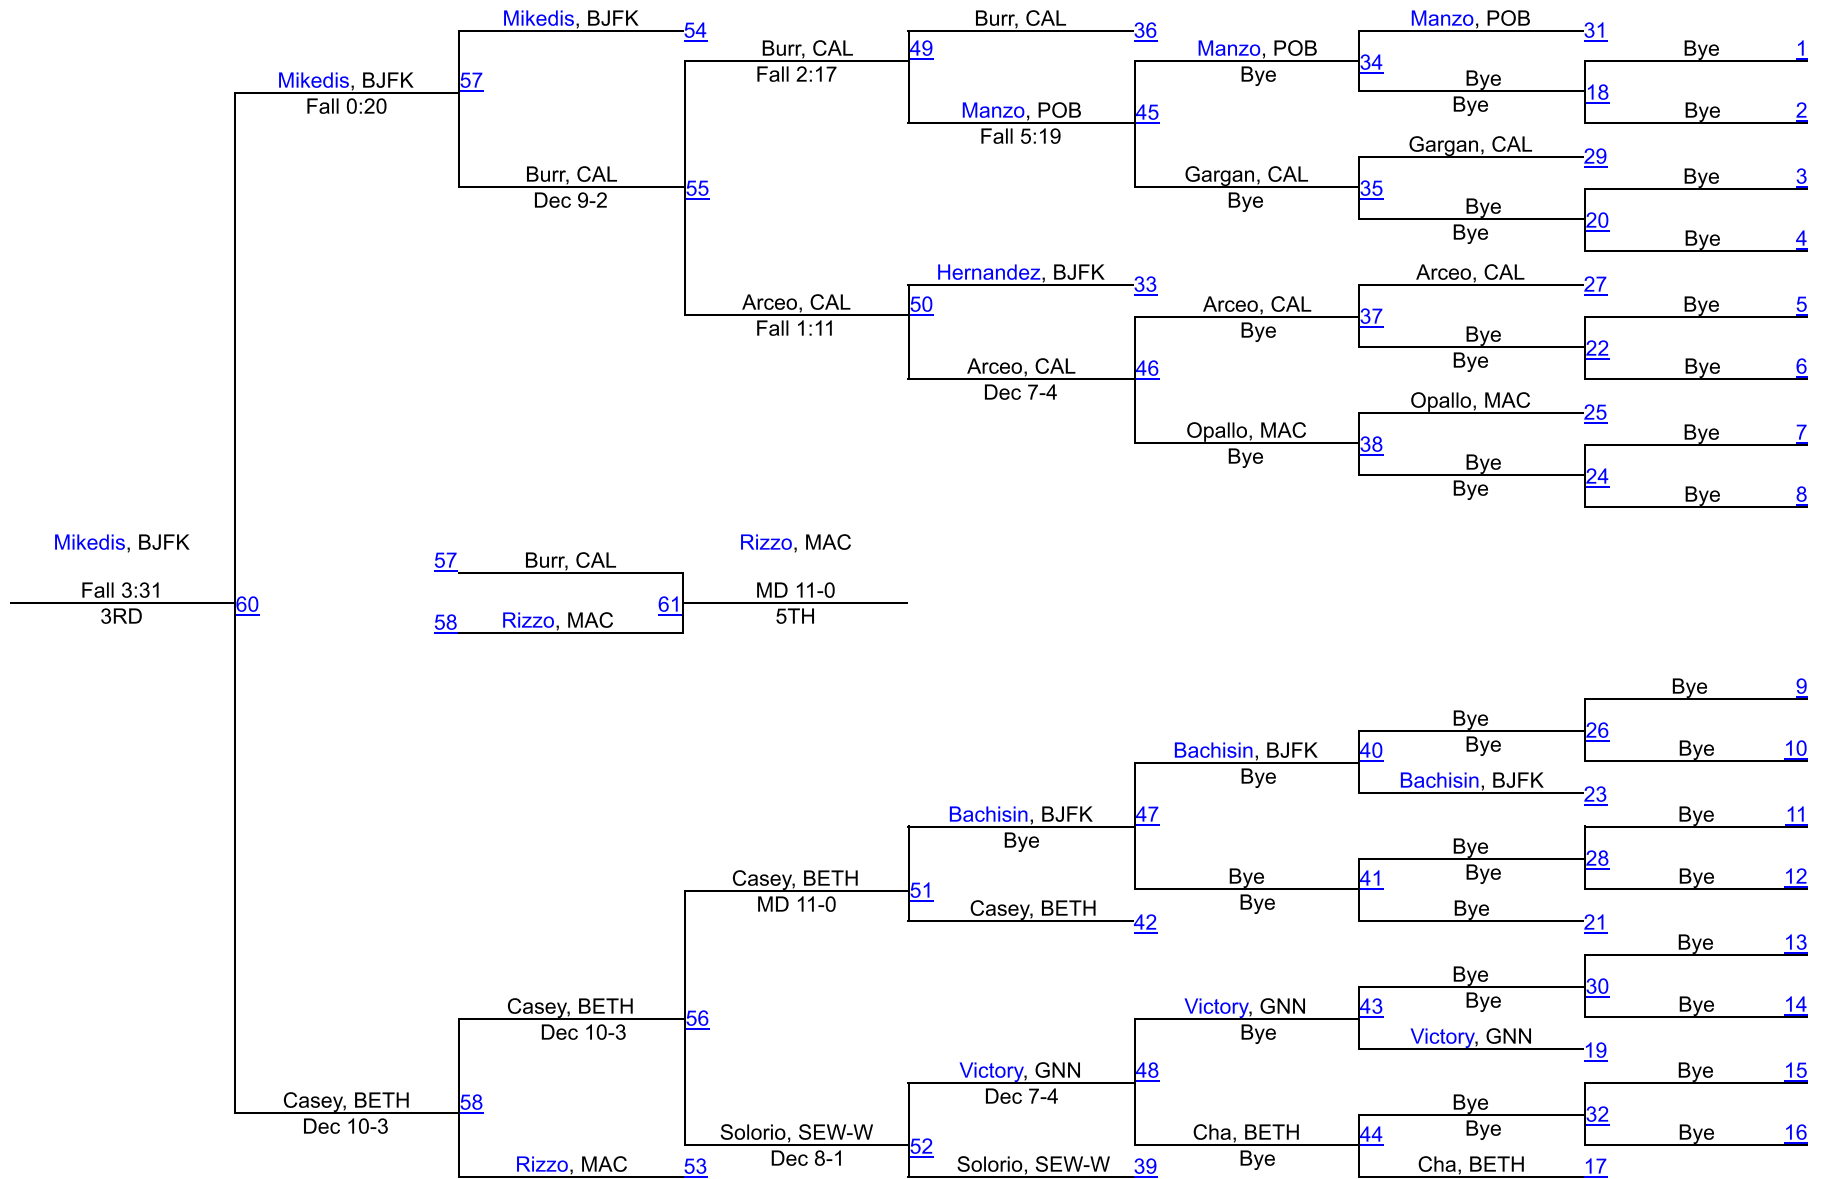 Mikedis, BJFK
54
Burr, CAL
36
Manzo, POB
31
Burr, CAL
49
Manzo, POB
Bye
1
Mikedis, BJFK
57
Fall 2:17
Bye
34
Bye
18
Fall 0:20
Manzo, POB
45
Bye
Bye
2
Fall 5:19
Gargan, CAL
29
Burr, CAL
55
Gargan, CAL
35
Bye
3
Dec 9-2
Bye
Bye
20
Bye
Bye
4
Hernandez, BJFK
33
Arceo, CAL
27
Arceo, CAL
50
Arceo, CAL
37
Bye
5
Fall 1:11
Bye
Bye
22
Arceo, CAL
46
Bye
Bye
6
Dec 7-4
Opallo, MAC
25
Opallo, MAC
38
Bye
7
Bye
Bye
24
Bye
Bye
8
Mikedis, BJFK
Rizzo, MAC
57
Burr, CAL
Fall 3:31
60
61
MD 11-0
3RD
58
Rizzo, MAC
5TH
Bye
9
Bye
26
Bachisin, BJFK
40
Bye
Bye
10
Bye
Bachisin, BJFK
23
Bachisin, BJFK
47
Bye
11
Bye
Bye
28
Casey, BETH
51
Bye
41
Bye
Bye
12
MD 11-0
Casey, BETH
42
Bye
Bye
21
Bye
13
Bye
30
Casey, BETH
56
Victory, GNN
43
Bye
Bye
14
Dec 10-3
Bye
Victory, GNN
19
Victory, GNN
48
Bye
15
Casey, BETH
58
Dec 7-4
Bye
32
Dec 10-3
Solorio, SEW-W
52
Cha, BETH
44
Bye
Bye
16
Rizzo, MAC
53
Dec 8-1
Solorio, SEW-W
39
Bye
Cha, BETH
17